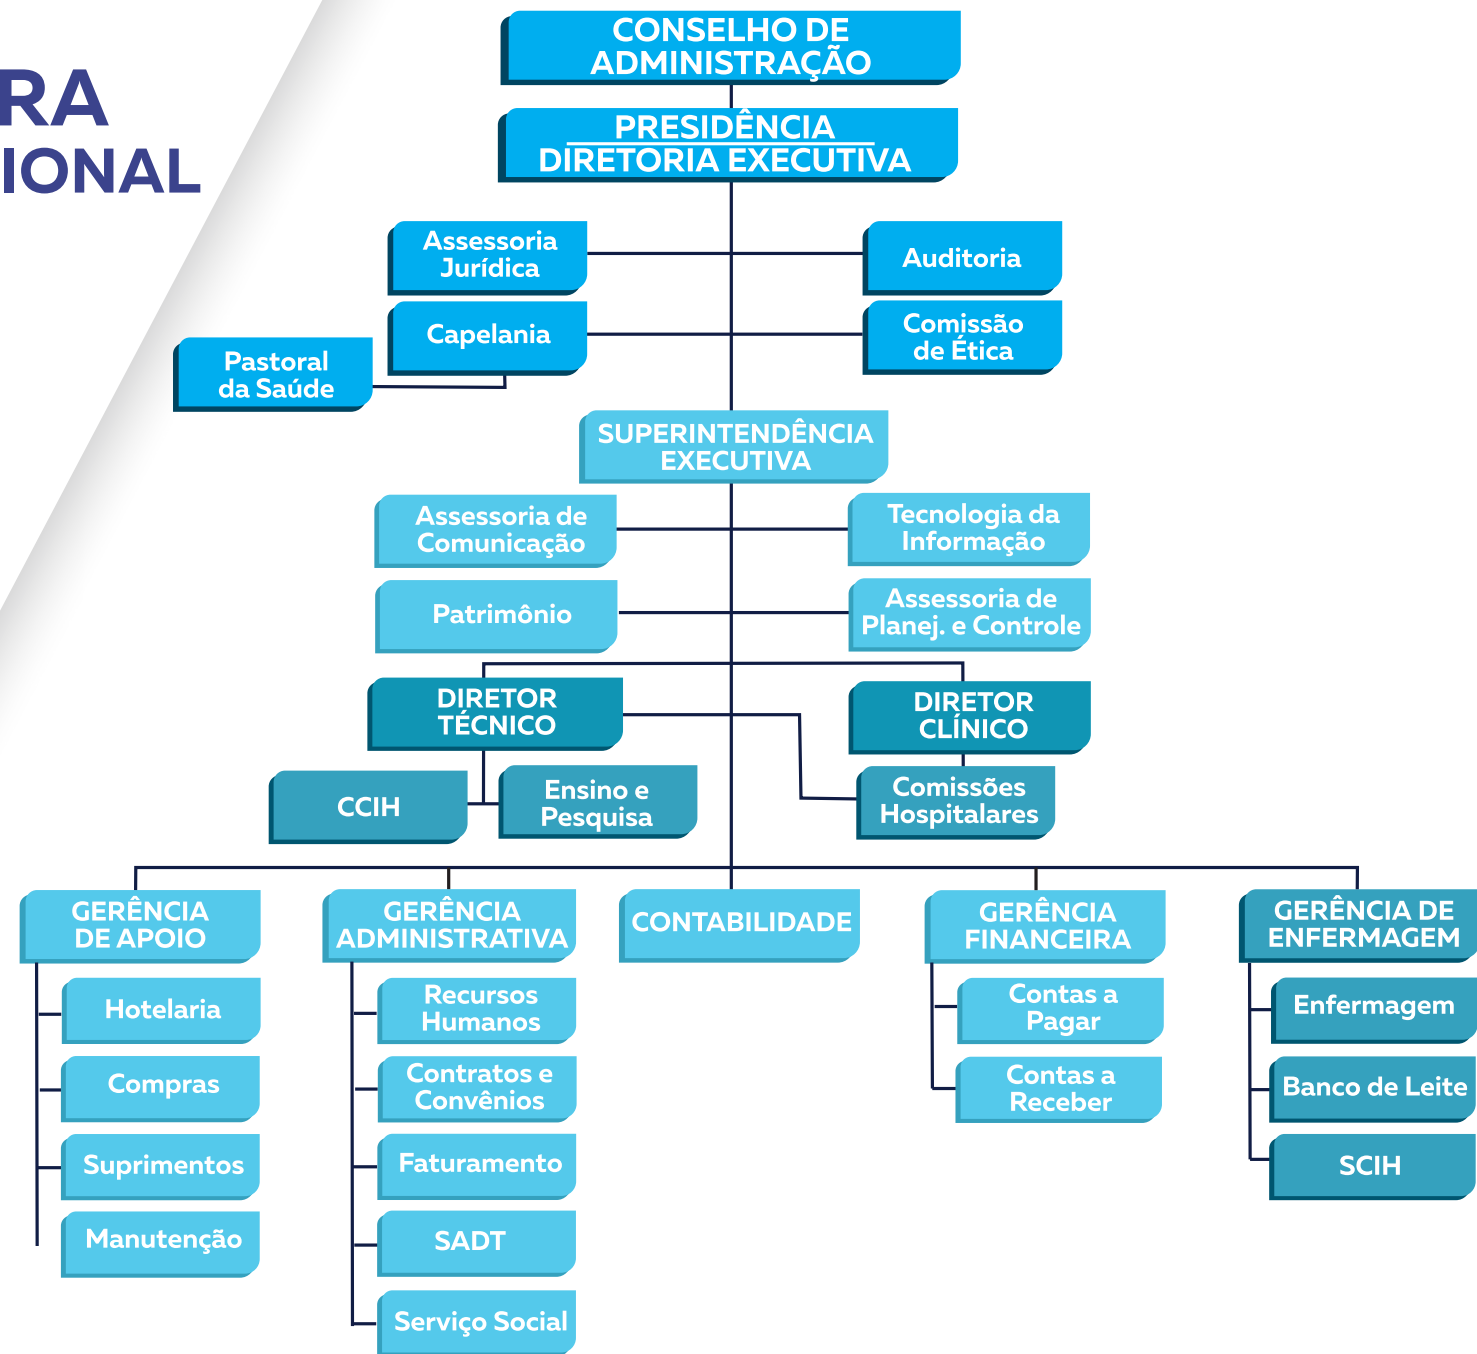 RA
IONAL
CONSELHO DE
ADMINISTRAÇÃO
PRESIDÊNCIA
DIRETORIA EXECUTIVA
Assessoria
Jurídica
Auditoria
Capelania
Comissão
de Ética
Pastoral
da Saúde
SUPERINTENDÊNCIA
EXECUTIVA
Assessoria de
Comunicação
Tecnologia da
Informação
Patrimônio
Assessoria de
Planej. e Controle
DIRETOR
TÉCNICO
DIRETOR
CLÍNICO
CCIH
Ensino e
Pesquisa
Comissões
Hospitalares
GERÊNCIA
DE APOIO
Hotelaria
Compras
Suprimentos
Manutenção
GERÊNCIA
ADMINISTRATIVA
Recursos
Humanos
Contratos e
Convênios
Faturamento
SADT
Serviço Social
CONTABILIDADE
GERÊNCIA
FINANCEIRA
Contas a
Pagar
Contas a
Receber
GERÊNCIA DE
ENFERMAGEM
Enfermagem
Banco de Leite
SCIH